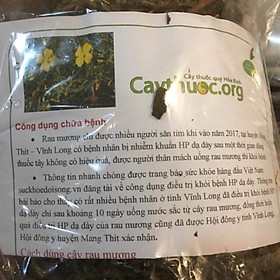 Cây thuốc quý Hòa Bình
Caythuoc.org
Công dụng chữa bệnh
• Rau mương chỉ được nhiều người săn tìm khi vào năm 2017, tại huyện
Thít – Vĩnh Long có bệnh nhân bị nhiễm khuẩn HP dạ dày sau một thời gian dùng
thuốc tây không có hiệu quả, được người thân mách uống rau mương thì khỏi bệnh.
• Thông tin nhanh chóng được trang báo sức khỏe hàng đầu Việt Nam
suckhoedoisong.vn đăng tải về công dụng điều trị khỏi bệnh HP dạ dày. Thông tin
bài báo cho thấy có rất nhiều bệnh nhân ở tỉnh Vĩnh Long đã điều trị khỏi HP
dạ dày chỉ sau khoảng 10 ngày uống nước sắc từ cây rau mương, đồng thời hiệu
quả điều trị HP dạ dày của rau mương cũng đã được Hội đông y tỉnh Vĩnh Long,
Hội đông y huyện Mang Thít xác nhận.
Cách dùng cây rau mương